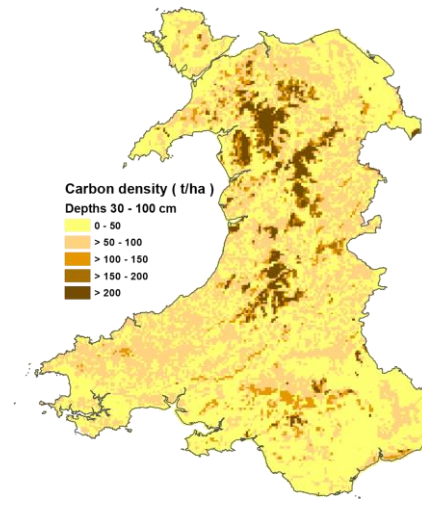 Carbon density ( t/ha )
Depths 30 - 100 cm
0 - 50
> 50 - 100
> 100 - 150
> 150 - 200
> 200